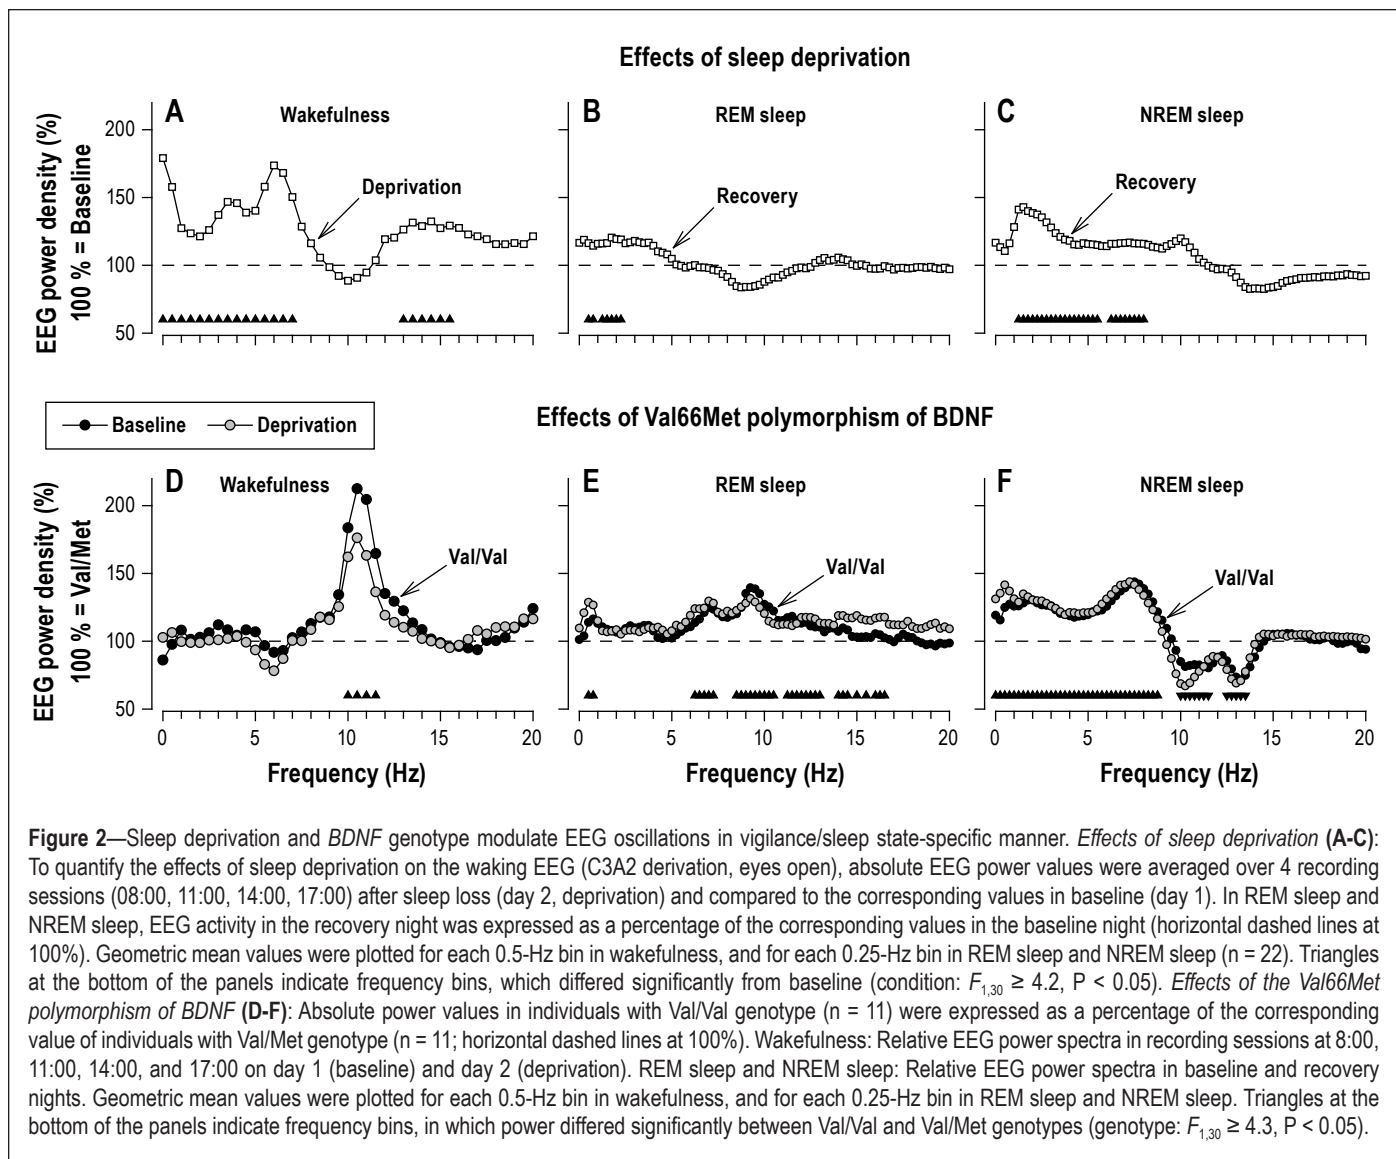 Effects of sleep deprivation
A
Wakefulness
B
REM sleep
C
NREM sleep
EEG power density (%)
100 % = Baseline
200
150
100
50
Deprivation
Recovery
Recovery
Baseline
Deprivation
Effects of Val66Met polymorphism of BDNF
D
Wakefulness
E
REM sleep
F
NREM sleep
EEG power density (%)
100 % = Val/Met
200
150
100
50
Val/Val
Val/Val
Val/Val
0 5 10 15 20
0 5 10 15 20
0 5 10 15 20
Frequency (Hz)
Frequency (Hz)
Frequency (Hz)
Figure 2—Sleep deprivation and BDNF genotype modulate EEG oscillations in vigilance/sleep state-specific manner. Effects of sleep deprivation (A-C):
To quantify the effects of sleep deprivation on the waking EEG (C3A2 derivation, eyes open), absolute EEG power values were averaged over 4 recording
sessions (08:00, 11:00, 14:00, 17:00) after sleep loss (day 2, deprivation) and compared to the corresponding values in baseline (day 1). In REM sleep and
NREM sleep, EEG activity in the recovery night was expressed as a percentage of the corresponding values in the baseline night (horizontal dashed lines at
100%). Geometric mean values were plotted for each 0.5-Hz bin in wakefulness, and for each 0.25-Hz bin in REM sleep and NREM sleep (n = 22). Triangles
at the bottom of the panels indicate frequency bins, which differed significantly from baseline (condition: F1,30 ≥ 4.2, P < 0.05). Effects of the Val66Met
polymorphism of BDNF (D-F): Absolute power values in individuals with Val/Val genotype (n = 11) were expressed as a percentage of the corresponding
value of individuals with Val/Met genotype (n = 11; horizontal dashed lines at 100%). Wakefulness: Relative EEG power spectra in recording sessions at 8:00,
11:00, 14:00, and 17:00 on day 1 (baseline) and day 2 (deprivation). REM sleep and NREM sleep: Relative EEG power spectra in baseline and recovery
nights. Geometric mean values were plotted for each 0.5-Hz bin in wakefulness, and for each 0.25-Hz bin in REM sleep and NREM sleep. Triangles at the
bottom of the panels indicate frequency bins, in which power differed significantly between Val/Val and Val/Met genotypes (genotype: F1,30 ≥ 4.3, P < 0.05).